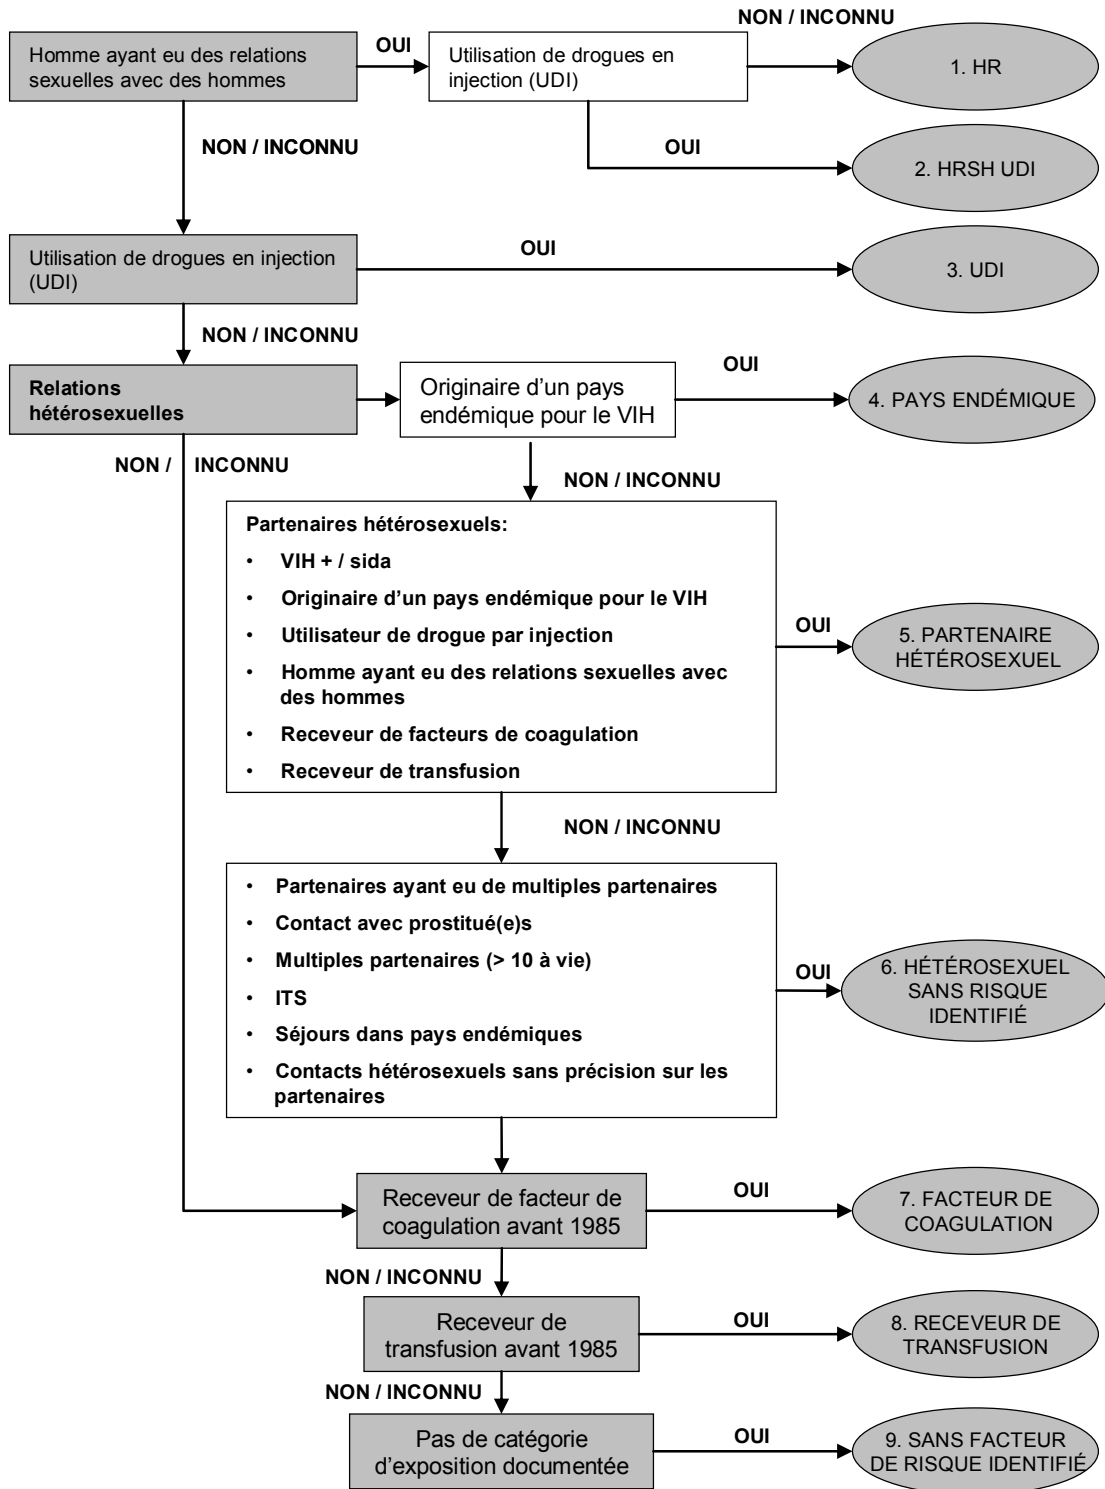 NON / INCONNU
Homme ayant eu des relations
sexuelles avec des hommes
OUI
Utilisation de drogues en
injection (UDI)
1. HR
NON / INCONNU
OUI
2. HRSH UDI
Utilisation de drogues en injection
(UDI)
OUI
3. UDI
NON / INCONNU
Relations
hétérosexuelles
Originaire d'un pays
endémique pour le VIH
OUI
4. PAYS ENDÉMIQUE
NON / INCONNU
NON / INCONNU
Partenaires hétérosexuels:
• VIH + / sida
• Originaire d'un pays endémique pour le VIH
• Utilisateur de drogue par injection
• Homme ayant eu des relations sexuelles avec
des hommes
• Receveur de facteurs de coagulation
• Receveur de transfusion
OUI
5. PARTENAIRE
HÉTÉROSEXUEL
NON / INCONNU
• Partenaires ayant eu de multiples partenaires
• Contact avec prostitué(e)s
• Multiples partenaires (> 10 à vie)
• ITS
• Séjours dans pays endémiques
• Contacts hétérosexuels sans précision sur les
partenaires
OUI
6. HÉTÉROSEXUEL
SANS RISQUE
IDENTIFIÉ
Receveur de facteur de
coagulation avant 1985
OUI
7. FACTEUR DE
COAGULATION
NON / INCONNU
Receveur de
transfusion avant 1985
OUI
8. RECEVEUR DE
TRANSFUSION
NON / INCONNU
Pas de catégorie
d'exposition documentée
OUI
9. SANS FACTEUR
DE RISQUE IDENTIFIÉ